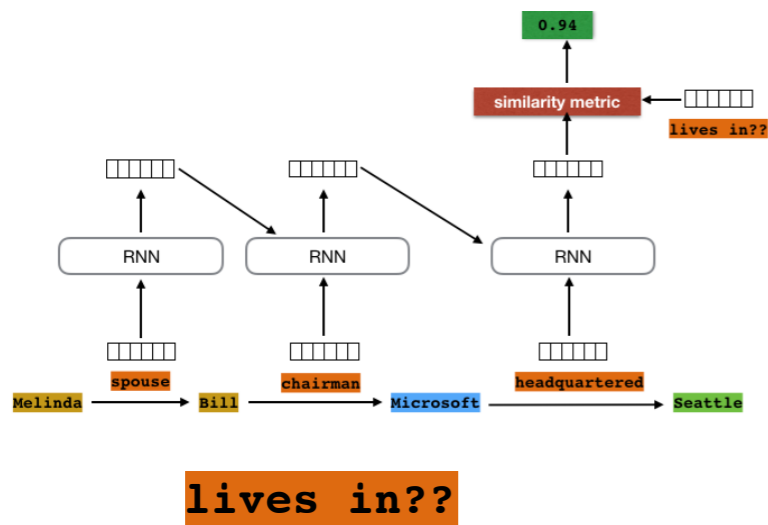 0.94
similarity metric
lives in??
RNN RNN RNN
spouse chairman headquartered
Melinda Bill Microsoft Seattle
lives in??